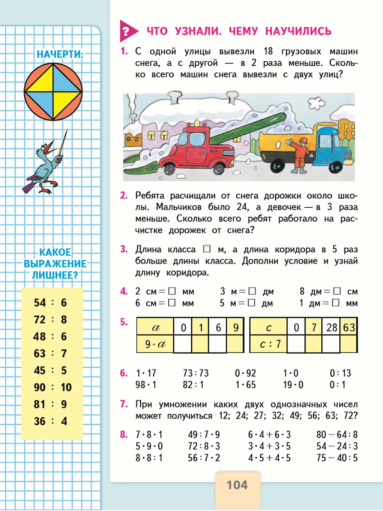 ЧТО УЗНАЛИ. ЧЕМУ НАУЧИЛИСЬ
НАЧЕРТИ:
1. С одной улицы вывезли 18 грузовых машин
снега, а с другой — в 2 раза меньше. Сколь-
ко всего машин снега вывезли с двух улиц?
2. Ребята расчищали от снега дорожки около шко-
лы. Мальчиков было 24, а девочек — в 3 раза
меньше. Сколько всего ребят работало на рас-
чистке дорожек от снега?
3. Длина класса □ м, а длина коридора в 5 раз
больше длины класса. Дополни условие и узнай
длину коридора.
4. 2 см = □ мм 3 м = □ дм 8 дм = □ см
6 см = □ мм 5 м = □ дм 1 дм = □ мм
5. a 0 1 6 9 c 0 7 28 63
9 · a c : 7
6. 1 · 17 73 : 73 0 · 92 1 · 0 0 : 13
98 · 1 82 : 1 1 · 65 19 · 0 0 : 1
7. При умножении каких двух однозначных чисел
может получиться 12; 24; 27; 32; 49; 56; 63; 72?
8. 7 · 8 · 1 49 : 7 · 9 6 · 4 + 6 · 3 80 − 64 : 8
5 · 9 · 0 72 : 8 · 3 3 · 4 + 3 · 5 54 − 24 : 3
8 · 8 : 1 56 : 7 · 2 4 · 5 + 4 · 5 75 − 40 : 5
КАКОЕ
ВЫРАЖЕНИЕ
ЛИШНЕЕ?
54 : 6
72 : 8
48 : 6
63 : 7
45 : 5
90 : 10
81 : 9
36 : 4
104